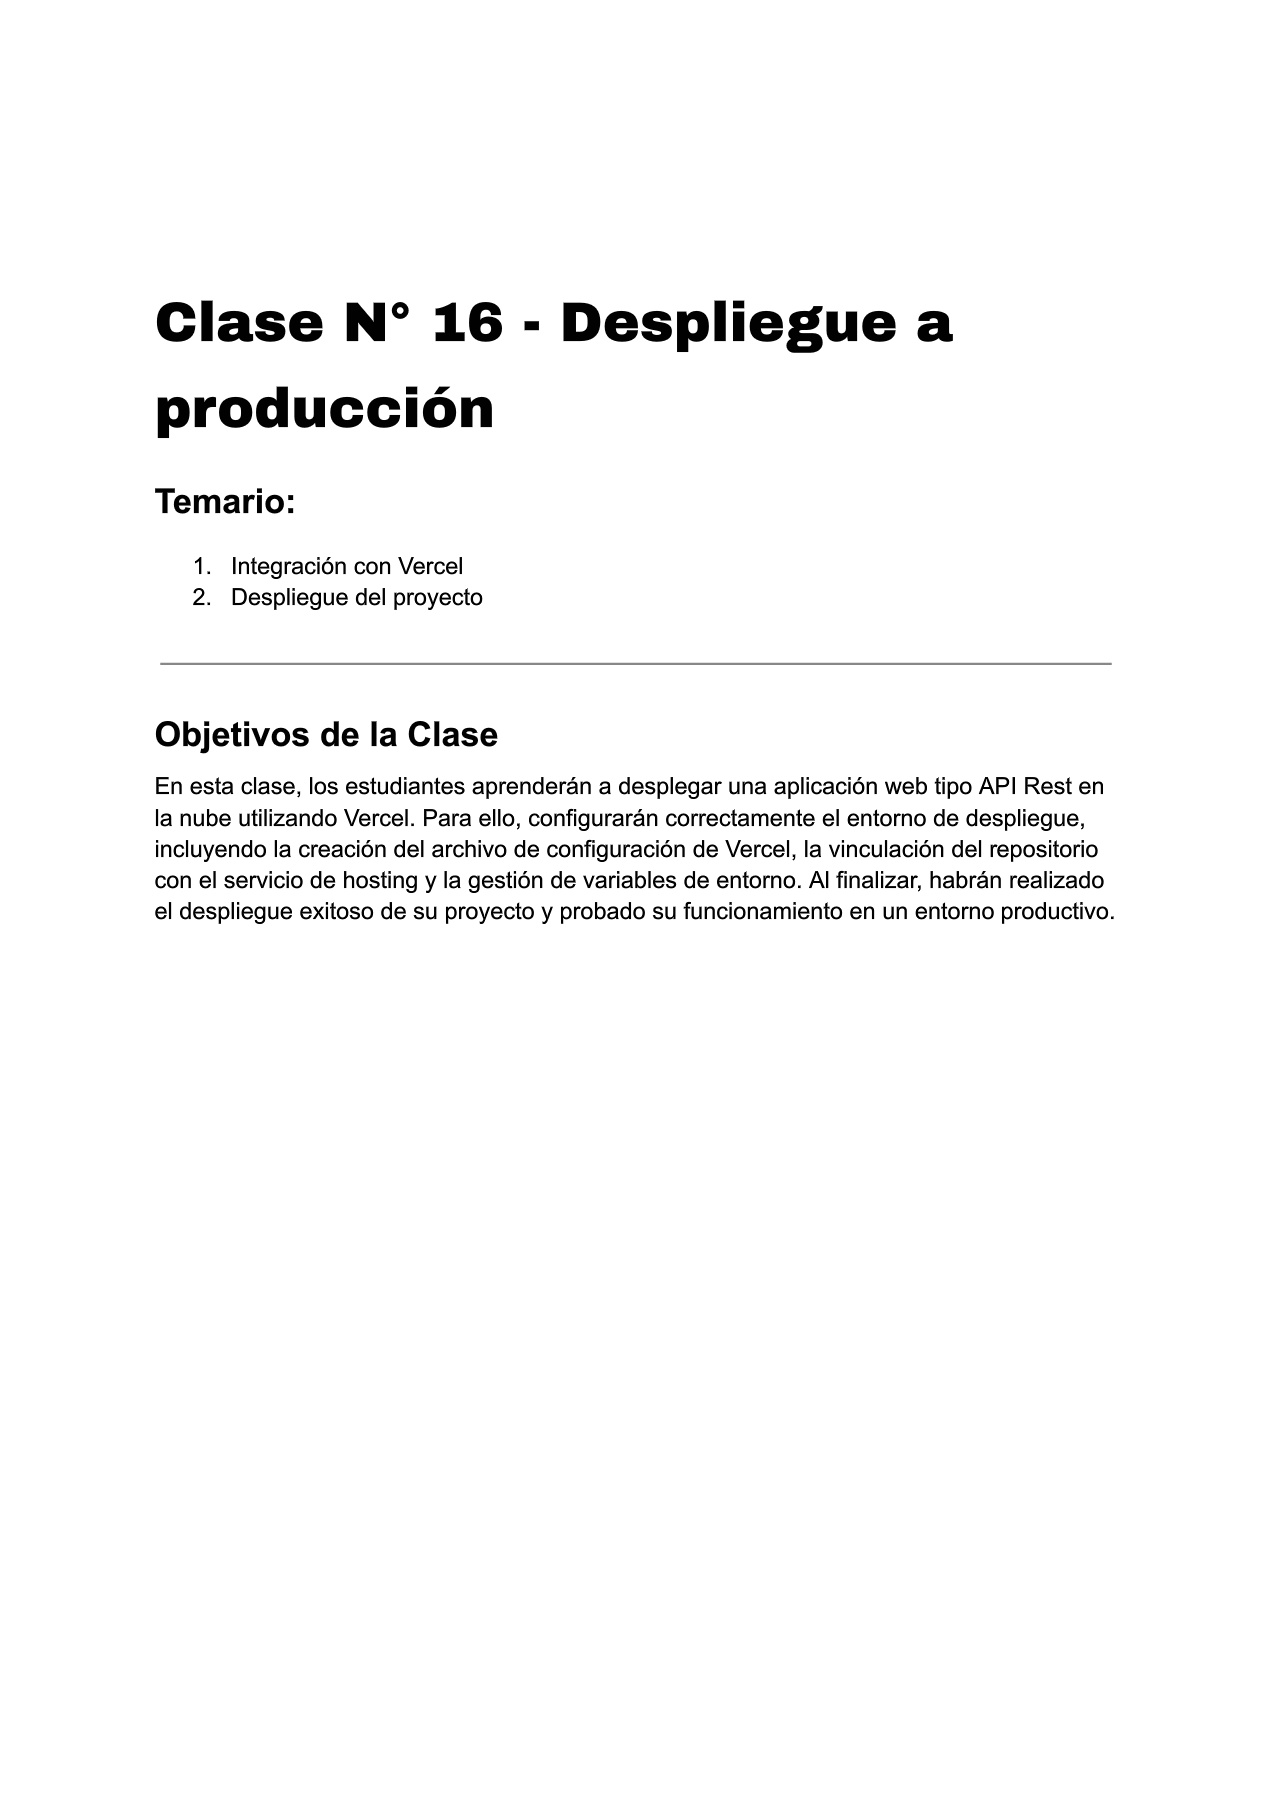 Clase N° 16 - Despliegue a
producción
Temario:
1. Integración con Vercel
2. Despliegue del proyecto
Objetivos de la Clase
En esta clase, los estudiantes aprenderán a desplegar una aplicación web tipo API Rest en
la nube utilizando Vercel. Para ello, configurarán correctamente el entorno de despliegue,
incluyendo la creación del archivo de configuración de Vercel, la vinculación del repositorio
con el servicio de hosting y la gestión de variables de entorno. Al finalizar, habrán realizado
el despliegue exitoso de su proyecto y probado su funcionamiento en un entorno productivo.